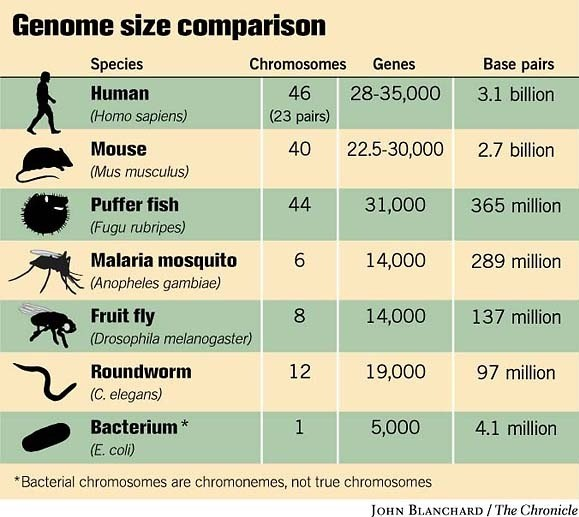 Genome size comparison
Species Chromosomes Genes Base pairs
Human 46 28-35,000 3.1 billion
(Homo sapiens) (23 pairs)
Mouse 40 22.5-30,000 2.7 billion
(Mus musculus)
Puffer fish 44 31,000 365 million
(Fugu rubripes)
Malaria mosquito 6 14,000 289 million
(Anopheles gambiae)
Fruit fly 8 14,000 137 million
(Drosophila melanogaster)
Roundworm 12 19,000 97 million
(C. elegans)
Bacterium* 1 5,000 4.1 million
(E. coli)
*Bacterial chromosomes are chromonemes, not true chromosomes
John Blanchard / The Chronicle